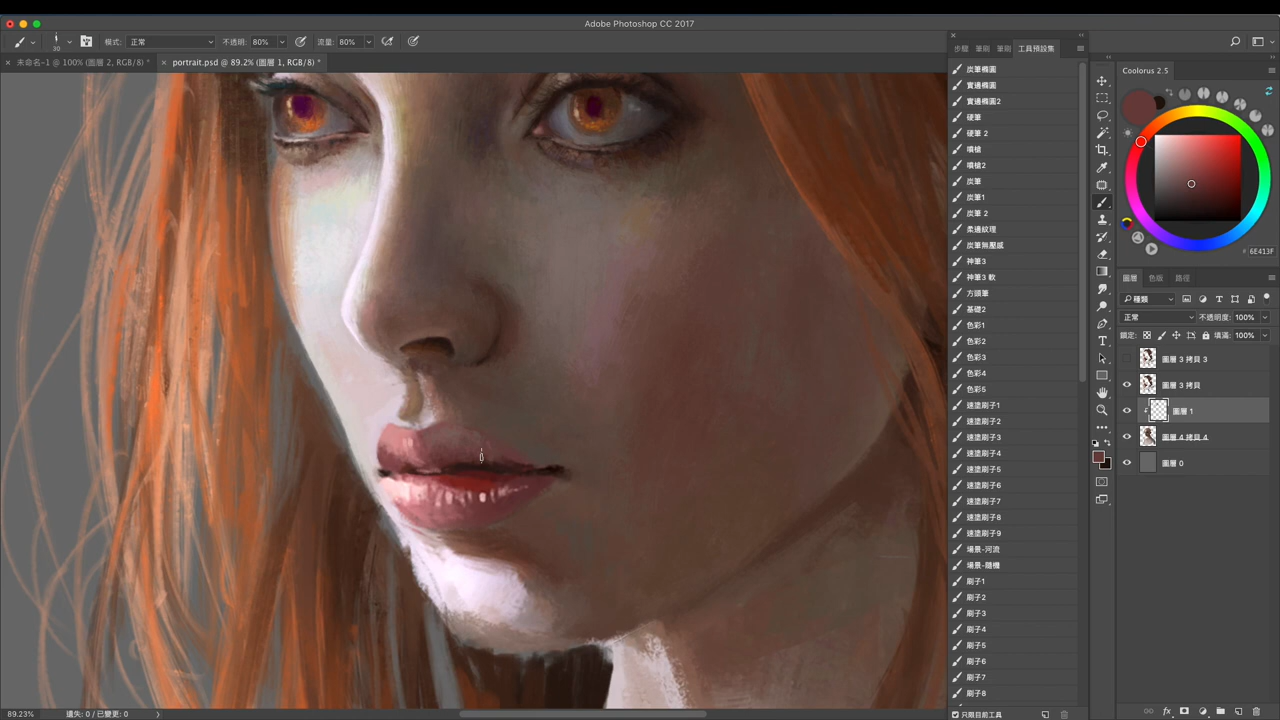 Adobe Photoshop CC 2017
30 模式: 正常 不透明: 80% 流量: 80%
× 未命名-1 @ 100% (圖層 2, RGB/8) * × portrait.psd @ 89.2% (圖層 1, RGB/8) *
步驟 筆刷 筆刷 工具預設集
炭筆橢圓
實邊橢圓
實邊橢圓2
硬筆
硬筆 2
噴槍
噴槍2
炭筆
炭筆1
炭筆 2
柔邊紋理
炭筆無壓感
神筆3
神筆3 軟
方頭筆
基礎2
色彩1
色彩2
色彩3
色彩4
色彩5
速塗刷子1
速塗刷子2
速塗刷子3
速塗刷子4
速塗刷子5
速塗刷子6
速塗刷子7
速塗刷子8
速塗刷子9
場景-河流
場景-隨機
刷子1
刷子2
刷子3
刷子4
刷子5
刷子6
刷子7
刷子8
只限目前工具
Coolorus 2.5
# 6E413F
圖層 色版 路徑
種類
正常 不透明度: 100%
鎖定: 填滿: 100%
圖層 3 拷貝 3
圖層 3 拷貝
圖層 1
圖層 4 拷貝 4
圖層 0
89.23% 遺失: 0 / 已變更: 0